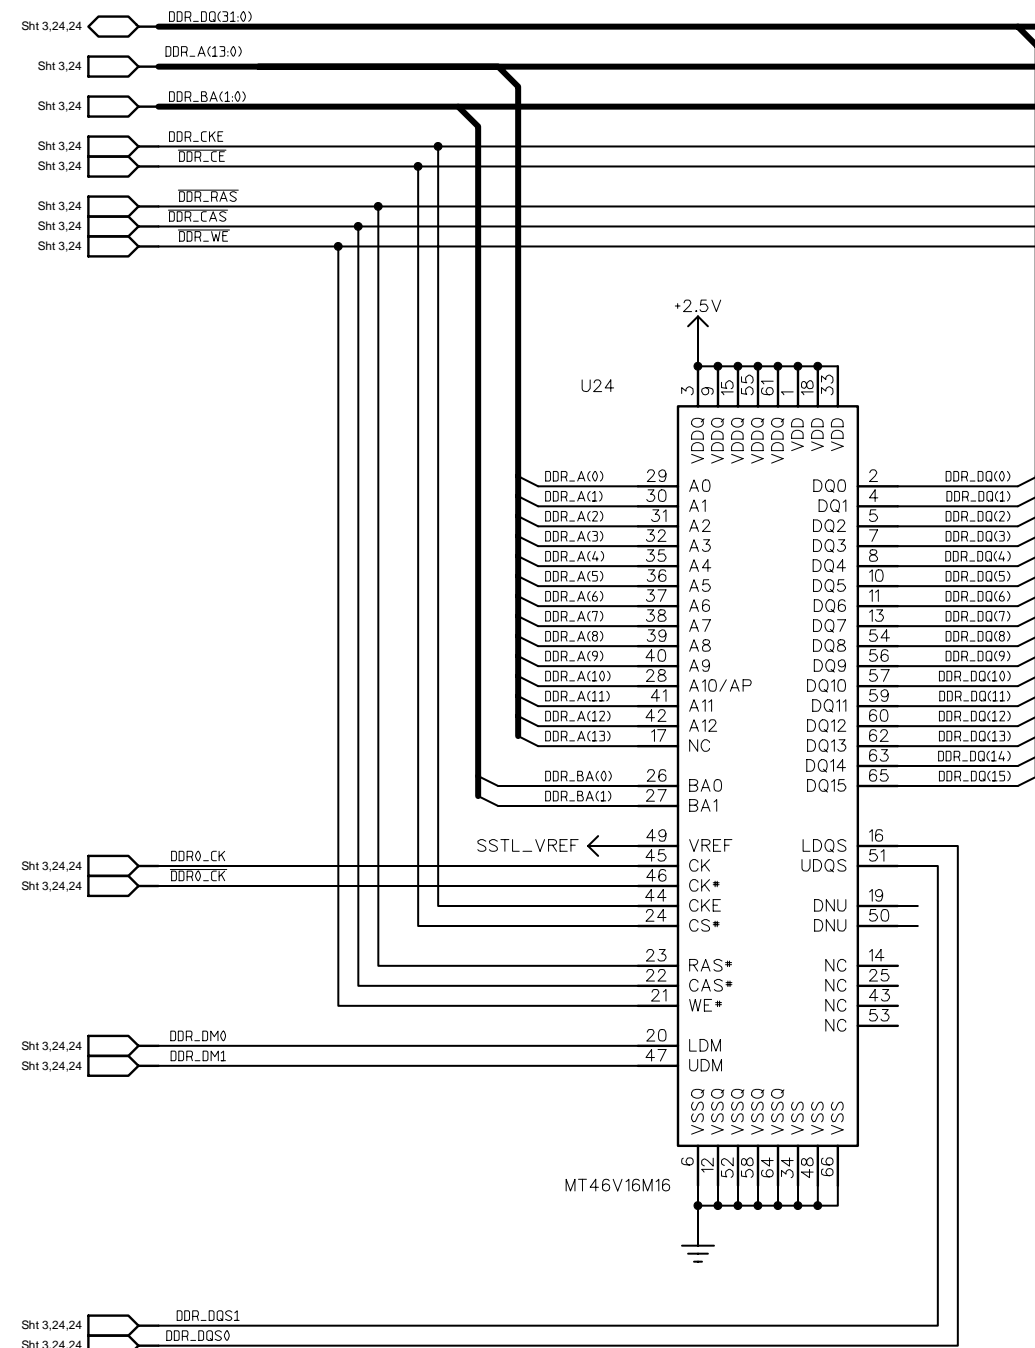 Sht 3,24,24 DDR_DQ(31:0)
Sht 3,24 DDR_A(13:0)
Sht 3,24 DDR_BA(1:0)
Sht 3,24 DDR_CKE
Sht 3,24 DDR_CE
Sht 3,24 DDR_RAS
Sht 3,24 DDR_CAS
Sht 3,24 DDR_WE
+2.5V
U24
3 9 15 55 61 1 18 33
VDDQ VDDQ VDDQ VDDQ VDDQ VDD VDD VDD
DDR_A(0) 29 A0 DQ0 2 DDR_DQ(0)
DDR_A(1) 30 A1 DQ1 4 DDR_DQ(1)
DDR_A(2) 31 A2 DQ2 5 DDR_DQ(2)
DDR_A(3) 32 A3 DQ3 7 DDR_DQ(3)
DDR_A(4) 35 A4 DQ4 8 DDR_DQ(4)
DDR_A(5) 36 A5 DQ5 10 DDR_DQ(5)
DDR_A(6) 37 A6 DQ6 11 DDR_DQ(6)
DDR_A(7) 38 A7 DQ7 13 DDR_DQ(7)
DDR_A(8) 39 A8 DQ8 54 DDR_DQ(8)
DDR_A(9) 40 A9 DQ9 56 DDR_DQ(9)
DDR_A(10) 28 A10/AP DQ10 57 DDR_DQ(10)
DDR_A(11) 41 A11 DQ11 59 DDR_DQ(11)
DDR_A(12) 42 A12 DQ12 60 DDR_DQ(12)
DDR_A(13) 17 NC DQ13 62 DDR_DQ(13)
DQ14 63 DDR_DQ(14)
DDR_BA(0) 26 BA0 DQ15 65 DDR_DQ(15)
DDR_BA(1) 27 BA1
SSTL_VREF 49 VREF LDQS 16
Sht 3,24,24 DDR0_CK 45 CK UDQS 51
Sht 3,24,24 DDR0_CK 46 CK#
44 CKE DNU 19
24 CS# DNU 50
23 RAS# NC 14
22 CAS# NC 25
21 WE# NC 43
NC 53
Sht 3,24,24 DDR_DM0 20 LDM
Sht 3,24,24 DDR_DM1 47 UDM
VSSQ VSSQ VSSQ VSSQ VSSQ VSS VSS VSS
6 12 52 58 64 34 48 66
MT46V16M16
Sht 3,24,24 DDR_DQS1
Sht 3,24,24 DDR_DQS0